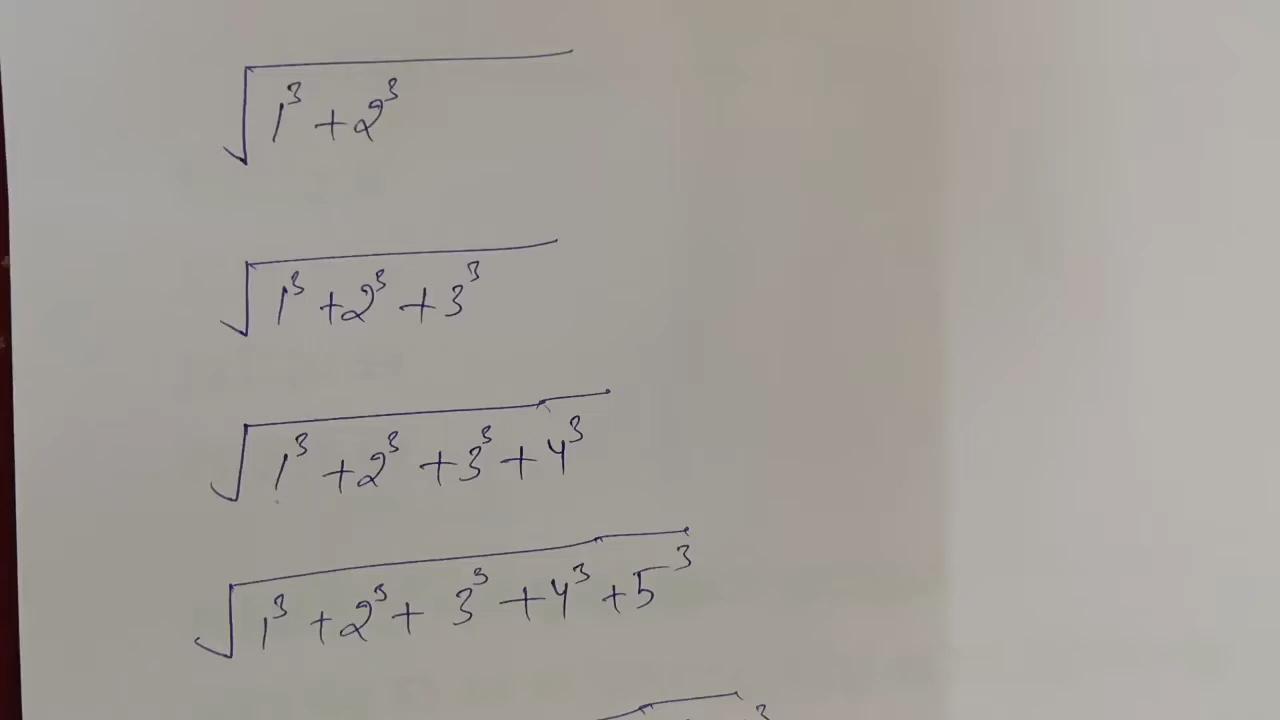 √(1³ + 2³)
√(1³ + 2³ + 3³)
√(1³ + 2³ + 3³ + 4³)
√(1³ + 2³ + 3³ + 4³ + 5³)